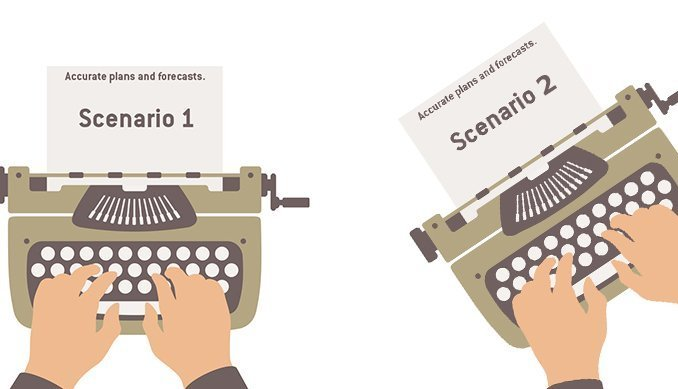 Accurate plans and forecasts.
Scenario 1
Accurate plans and forecasts.
Scenario 2